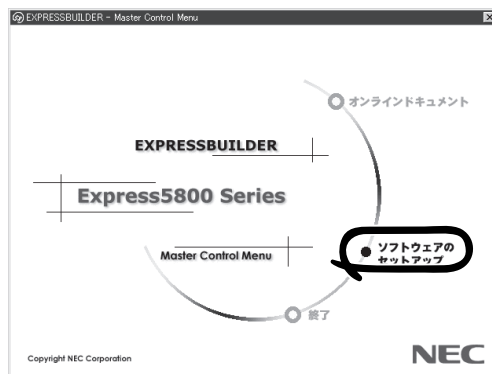 EXPRESSBUILDER - Master Control Menu
オンラインドキュメント
EXPRESSBUILDER
Express5800 Series
ソフトウェアの
セットアップ
Master Control Menu
終了
Copyright NEC Corporation
NEC